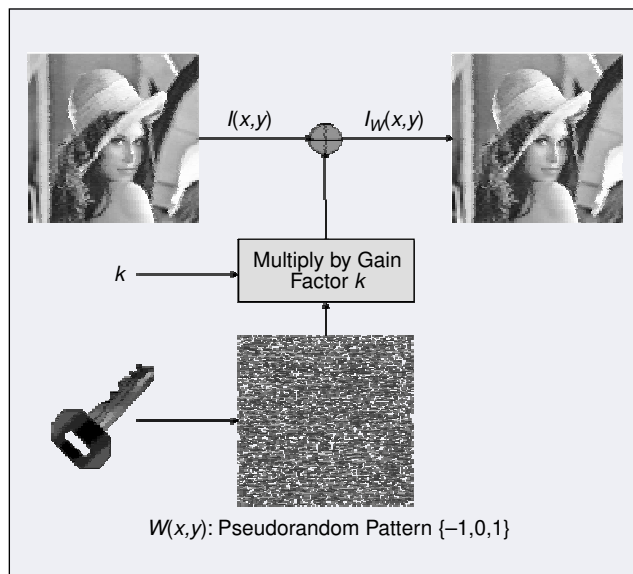 I(x,y)
I_W(x,y)
k
Multiply by Gain
Factor k
W(x,y): Pseudorandom Pattern {–1,0,1}